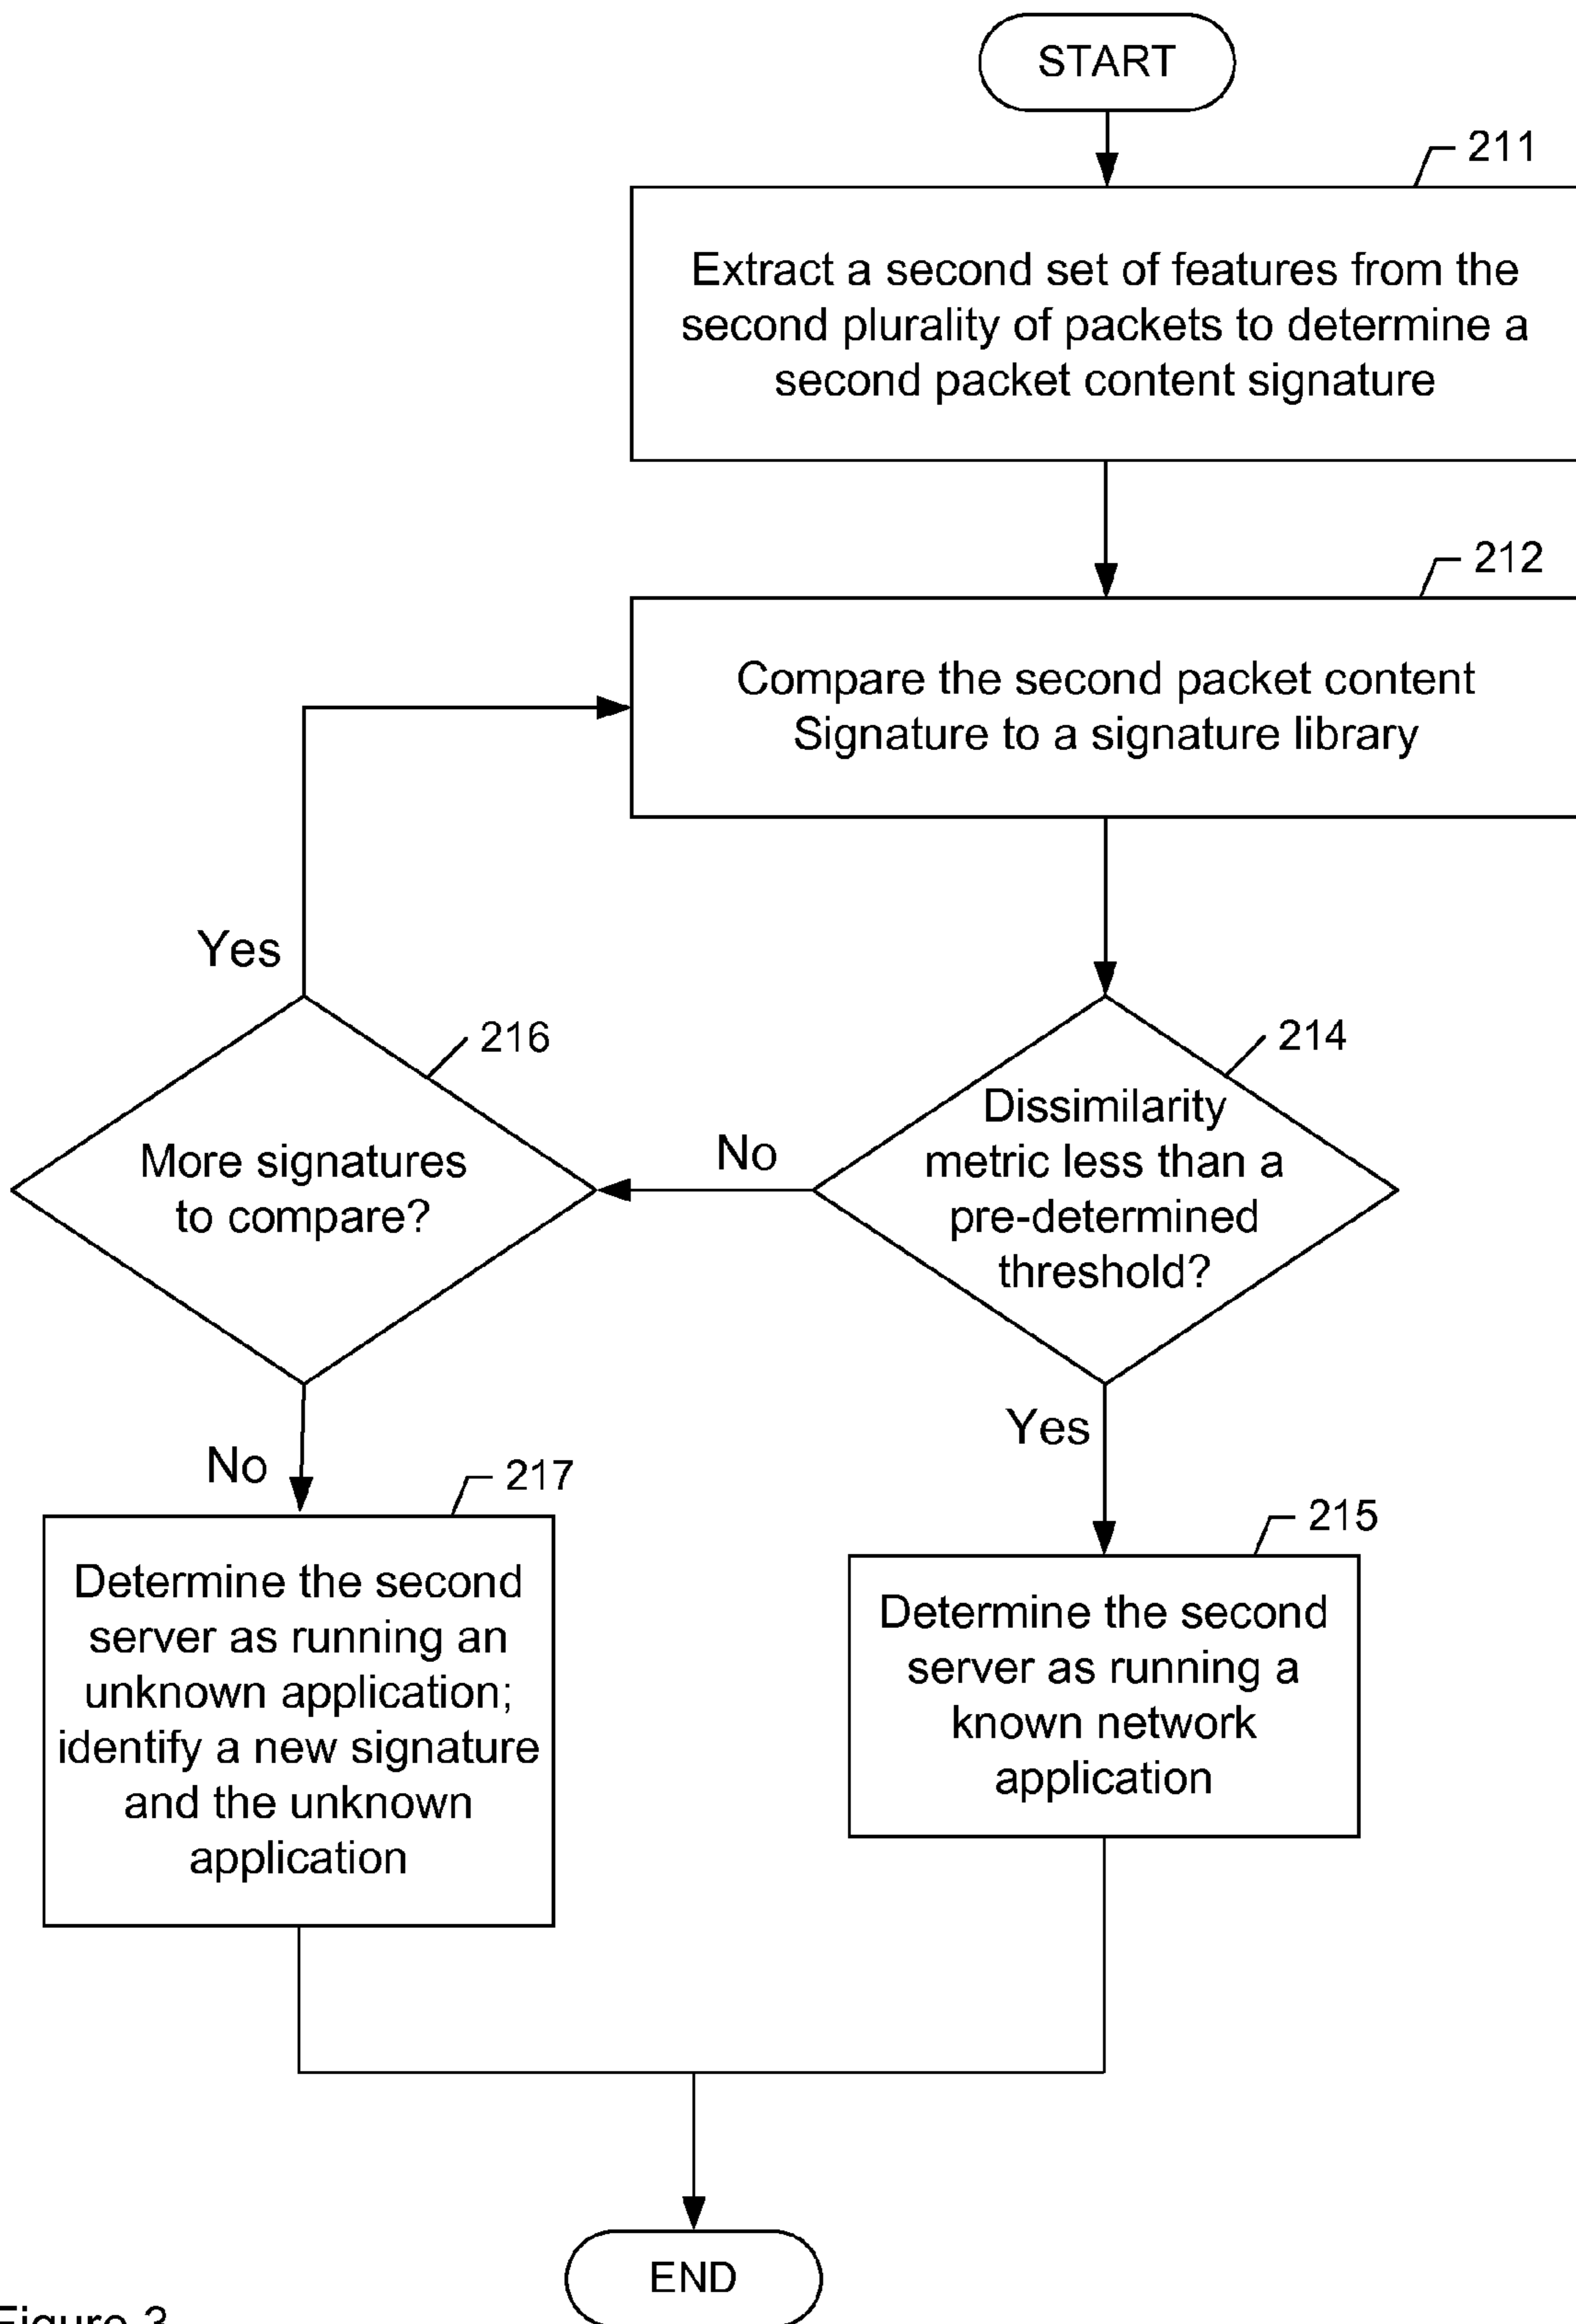 START
211
Extract a second set of features from the
second plurality of packets to determine a
second packet content signature
212
Compare the second packet content
Signature to a signature library
Yes
216
More signatures
to compare?
No
214
Dissimilarity
metric less than a
pre-determined
threshold?
Yes
No
217
Determine the second
server as running an
unknown application;
identify a new signature
and the unknown
application
215
Determine the second
server as running a
known network
application
END
Figure 3